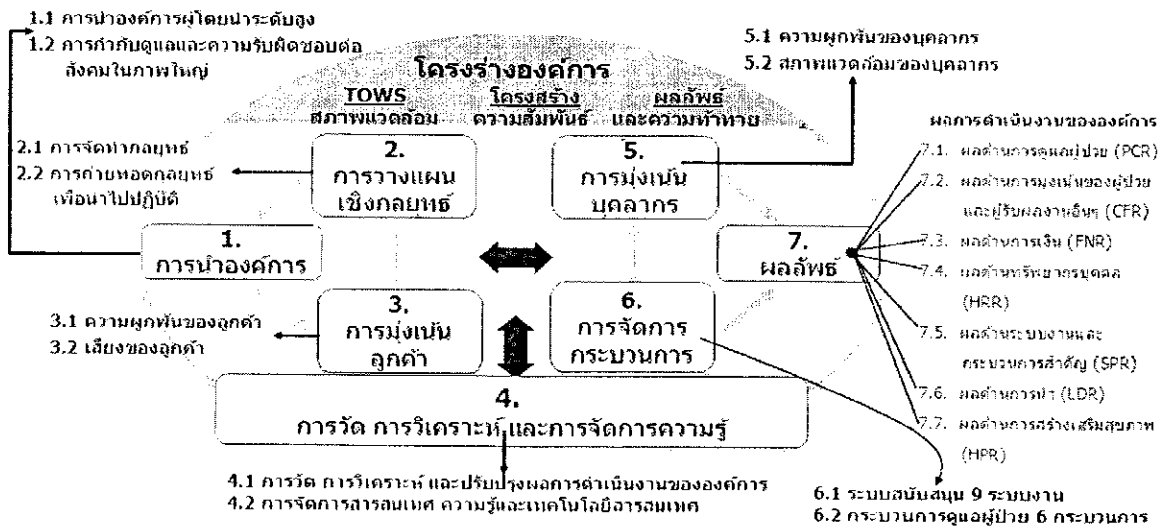 1.1 การนำองค์การผู้โดยนำระดับสูง
1.2 การกำกับดูแลและความรับผิดชอบต่อ
สังคมในภาพใหญ่
5.1 ความผูกพันของบุคลากร
5.2 สภาพแวดล้อมของบุคลากร
โครงร่างองค์การ
TOWS
สภาพแวดล้อม
โครงสร้าง
ความสัมพันธ์
ผลลัพธ์
และความท้าทาย
2.1 การจัดทำกลยุทธ์
2.2 การถ่ายทอดกลยุทธ์
เพื่อนำไปปฏิบัติ
2.
การวางแผน
เชิงกลยุทธ์
5.
การมุ่งเน้น
บุคลากร
1.
การนำองค์การ
7.
ผลลัพธ์
3.1 ความผูกพันของลูกค้า
3.2 เสียงของลูกค้า
3.
การมุ่งเน้น
ลูกค้า
6.
การจัดการ
กระบวนการ
4.
การวัด การวิเคราะห์ และการจัดการความรู้
4.1 การวัด การวิเคราะห์ และปรับปรุงผลการดำเนินงานขององค์การ
4.2 การจัดการสารสนเทศ ความรู้และเทคโนโลยีสารสนเทศ
ผลการดำเนินงานขององค์การ
7.1. ผลด้านการดูแลผู้ป่วย (PCR)
7.2. ผลด้านการมุ่งเน้นของผู้ป่วย
และผู้รับผลงานอื่นๆ (CFR)
7.3. ผลด้านการเงิน (FNR)
7.4. ผลด้านทรัพยากรบุคคล
(HRR)
7.5. ผลด้านระบบงานและ
กระบวนการสำคัญ (SPR)
7.6. ผลด้านการนำ (LDR)
7.7. ผลด้านการสร้างเสริมสุขภาพ
(HPR)
6.1 ระบบสนับสนุน 9 ระบบงาน
6.2 กระบวนการดูแลผู้ป่วย 6 กระบวนการ